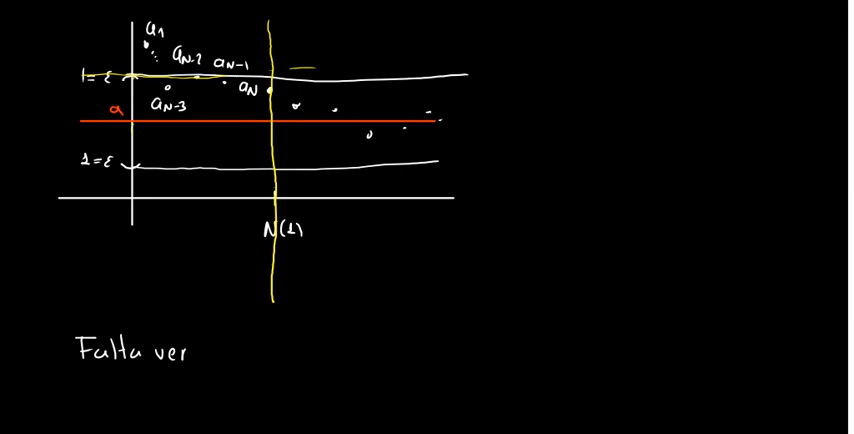 a1
aN-2 aN-1
1=ε
aN
aN-3
a
1=ε
N(1)
Falta ver